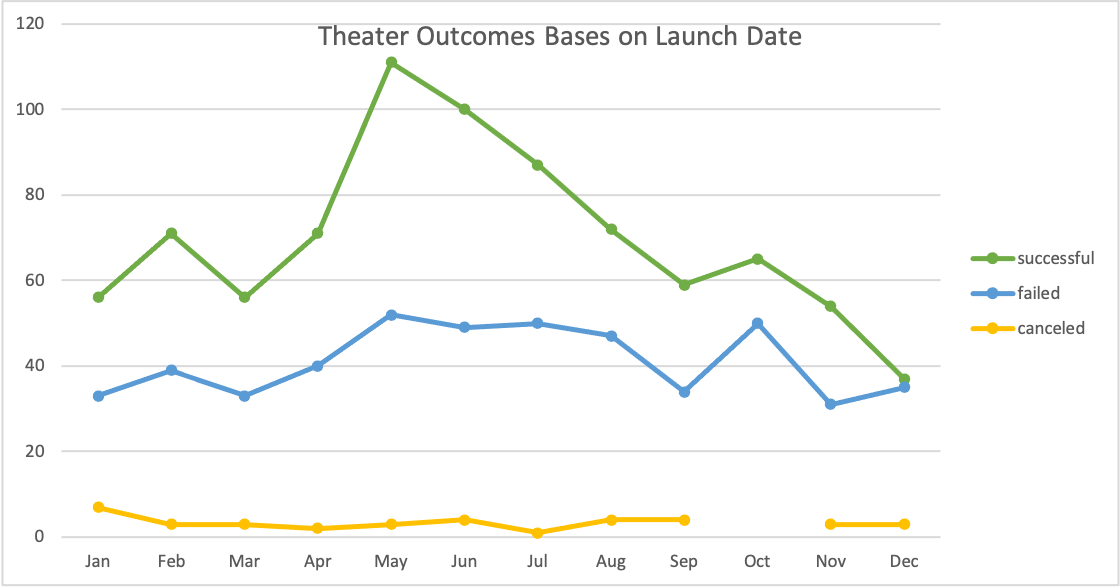 Theater Outcomes Bases on Launch Date
120
100
80
60
40
20
0
Jan Feb Mar Apr May Jun Jul Aug Sep Oct Nov Dec
successful
failed
canceled